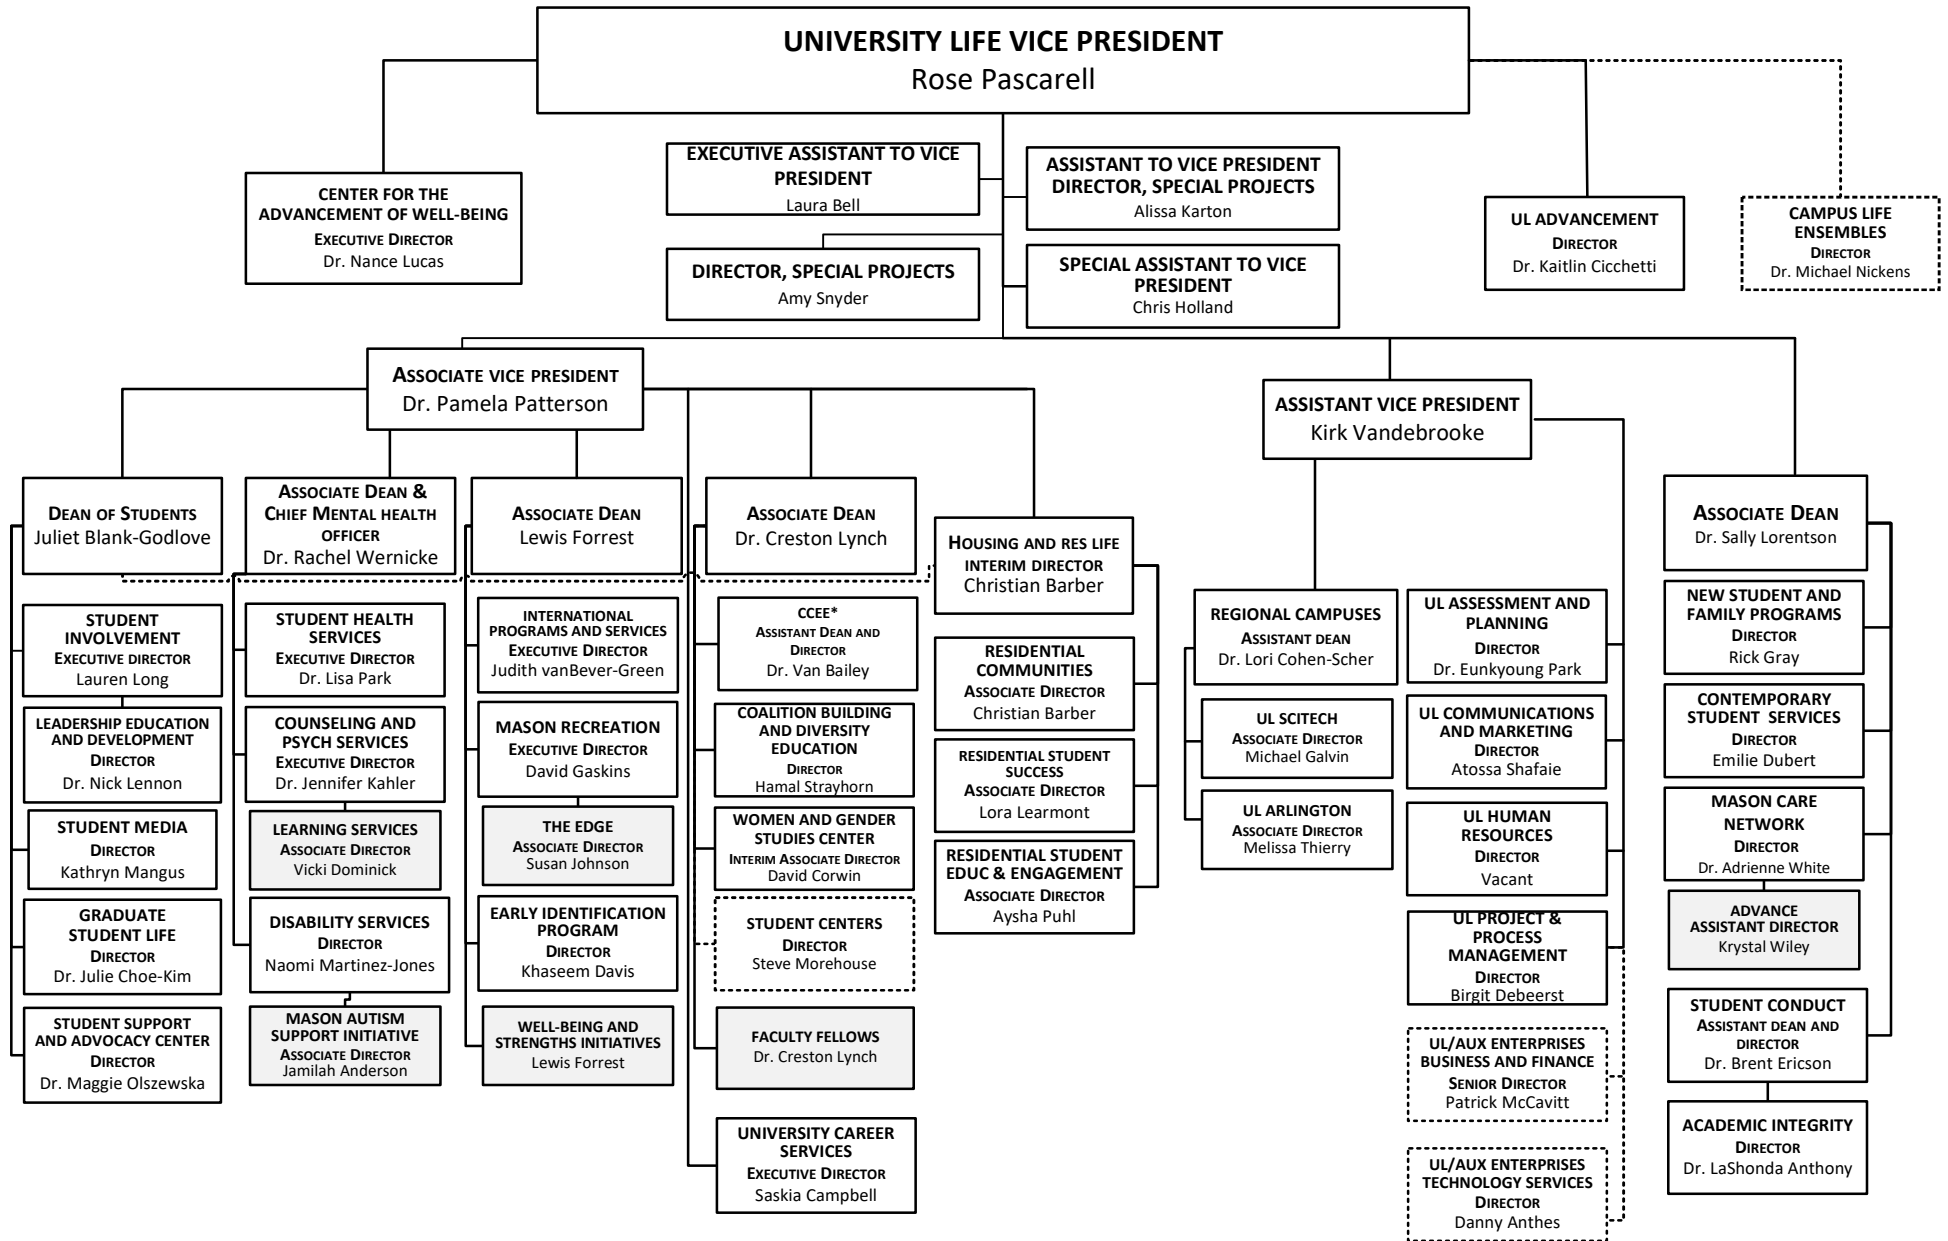 UNIVERSITY LIFE VICE PRESIDENT
Rose Pascarell
CENTER FOR THE
ADVANCEMENT OF WELL-BEING
EXECUTIVE DIRECTOR
Dr. Nance Lucas
EXECUTIVE ASSISTANT TO VICE
PRESIDENT
Laura Bell
ASSISTANT TO VICE PRESIDENT
DIRECTOR, SPECIAL PROJECTS
Alissa Karton
DIRECTOR, SPECIAL PROJECTS
Amy Snyder
SPECIAL ASSISTANT TO VICE
PRESIDENT
Chris Holland
UL ADVANCEMENT
DIRECTOR
Dr. Kaitlin Cicchetti
CAMPUS LIFE
ENSEMBLES
DIRECTOR
Dr. Michael Nickens
ASSOCIATE VICE PRESIDENT
Dr. Pamela Patterson
ASSISTANT VICE PRESIDENT
Kirk Vandebrooke
DEAN OF STUDENTS
Juliet Blank-Godlove
STUDENT
INVOLVEMENT
EXECUTIVE DIRECTOR
Lauren Long
LEADERSHIP EDUCATION
AND DEVELOPMENT
DIRECTOR
Dr. Nick Lennon
STUDENT MEDIA
DIRECTOR
Kathryn Mangus
GRADUATE
STUDENT LIFE
DIRECTOR
Dr. Julie Choe-Kim
STUDENT SUPPORT
AND ADVOCACY CENTER
DIRECTOR
Dr. Maggie Olszewska
ASSOCIATE DEAN &
CHIEF MENTAL HEALTH
OFFICER
Dr. Rachel Wernicke
STUDENT HEALTH
SERVICES
EXECUTIVE DIRECTOR
Dr. Lisa Park
COUNSELING AND
PSYCH SERVICES
EXECUTIVE DIRECTOR
Dr. Jennifer Kahler
LEARNING SERVICES
ASSOCIATE DIRECTOR
Vicki Dominick
DISABILITY SERVICES
DIRECTOR
Naomi Martinez-Jones
MASON AUTISM
SUPPORT INITIATIVE
ASSOCIATE DIRECTOR
Jamilah Anderson
ASSOCIATE DEAN
Lewis Forrest
INTERNATIONAL
PROGRAMS AND SERVICES
EXECUTIVE DIRECTOR
Judith vanBever-Green
MASON RECREATION
EXECUTIVE DIRECTOR
David Gaskins
THE EDGE
ASSOCIATE DIRECTOR
Susan Johnson
EARLY IDENTIFICATION
PROGRAM
DIRECTOR
Khaseem Davis
WELL-BEING AND
STRENGTHS INITIATIVES
Lewis Forrest
ASSOCIATE DEAN
Dr. Creston Lynch
CCEE*
ASSISTANT DEAN AND
DIRECTOR
Dr. Van Bailey
COALITION BUILDING
AND DIVERSITY
EDUCATION
DIRECTOR
Hamal Strayhorn
WOMEN AND GENDER
STUDIES CENTER
INTERIM ASSOCIATE DIRECTOR
David Corwin
STUDENT CENTERS
DIRECTOR
Steve Morehouse
FACULTY FELLOWS
Dr. Creston Lynch
UNIVERSITY CAREER
SERVICES
EXECUTIVE DIRECTOR
Saskia Campbell
HOUSING AND RES LIFE
INTERIM DIRECTOR
Christian Barber
RESIDENTIAL
COMMUNITIES
ASSOCIATE DIRECTOR
Christian Barber
RESIDENTIAL STUDENT
SUCCESS
ASSOCIATE DIRECTOR
Lora Learmont
RESIDENTIAL STUDENT
EDUC & ENGAGEMENT
ASSOCIATE DIRECTOR
Aysha Puhl
REGIONAL CAMPUSES
ASSISTANT DEAN
Dr. Lori Cohen-Scher
UL SCITECH
ASSOCIATE DIRECTOR
Michael Galvin
UL ARLINGTON
ASSOCIATE DIRECTOR
Melissa Thierry
UL ASSESSMENT AND
PLANNING
DIRECTOR
Dr. Eunkyoung Park
UL COMMUNICATIONS
AND MARKETING
DIRECTOR
Atossa Shafaie
UL HUMAN
RESOURCES
DIRECTOR
Vacant
UL PROJECT &
PROCESS
MANAGEMENT
DIRECTOR
Birgit Debeerst
UL/AUX ENTERPRISES
BUSINESS AND FINANCE
SENIOR DIRECTOR
Patrick McCavitt
UL/AUX ENTERPRISES
TECHNOLOGY SERVICES
DIRECTOR
Danny Anthes
ASSOCIATE DEAN
Dr. Sally Lorentson
NEW STUDENT AND
FAMILY PROGRAMS
DIRECTOR
Rick Gray
CONTEMPORARY
STUDENT SERVICES
DIRECTOR
Emilie Dubert
MASON CARE
NETWORK
DIRECTOR
Dr. Adrienne White
ADVANCE
ASSISTANT DIRECTOR
Krystal Wiley
STUDENT CONDUCT
ASSISTANT DEAN AND
DIRECTOR
Dr. Brent Ericson
ACADEMIC INTEGRITY
DIRECTOR
Dr. LaShonda Anthony